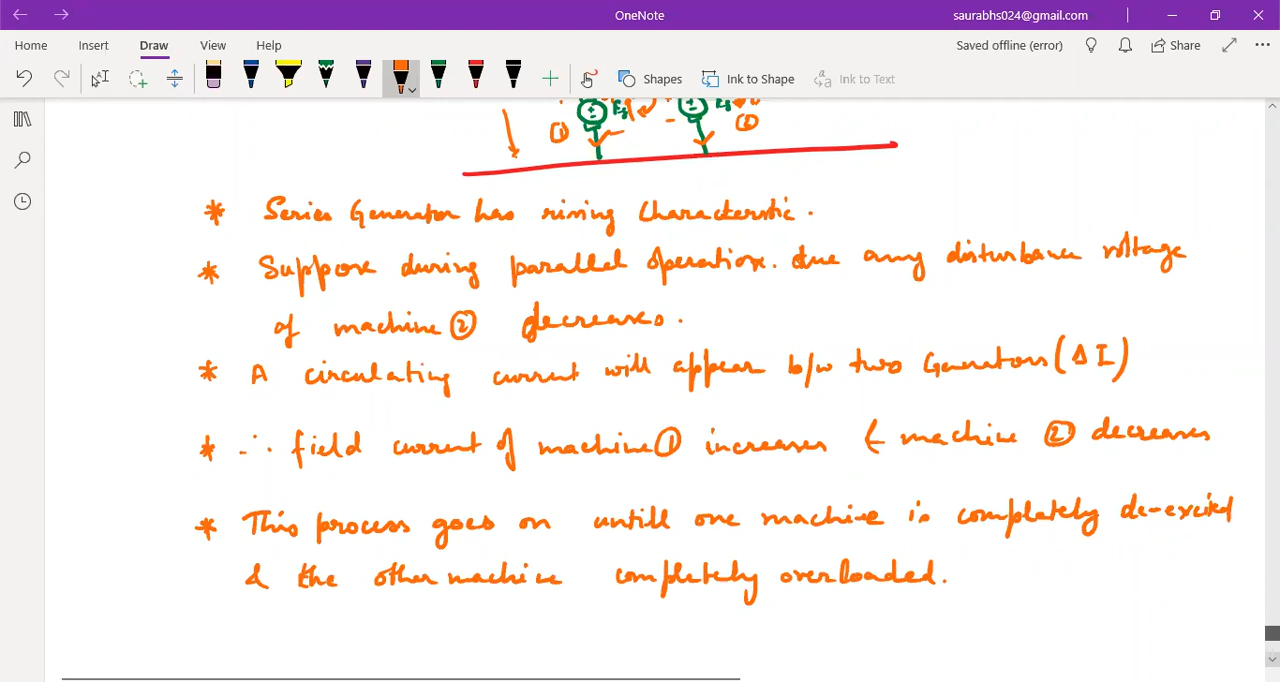 OneNote
saurabhs024@gmail.com
Home Insert Draw View Help
Saved offline (error) Share
Shapes Ink to Shape Ink to Text
① ②
* Series Generator has rising Characterstic.
* Suppose during parallel operation. due any disturbance voltage
of machine ② decreases.
* A circulating current will appear b/w two Generators (ΔI)
* ∴ field current of machine ① increases & machine ② decreases
* This process goes on untill one machine is completely de-excited
& the other machine completely overloaded.